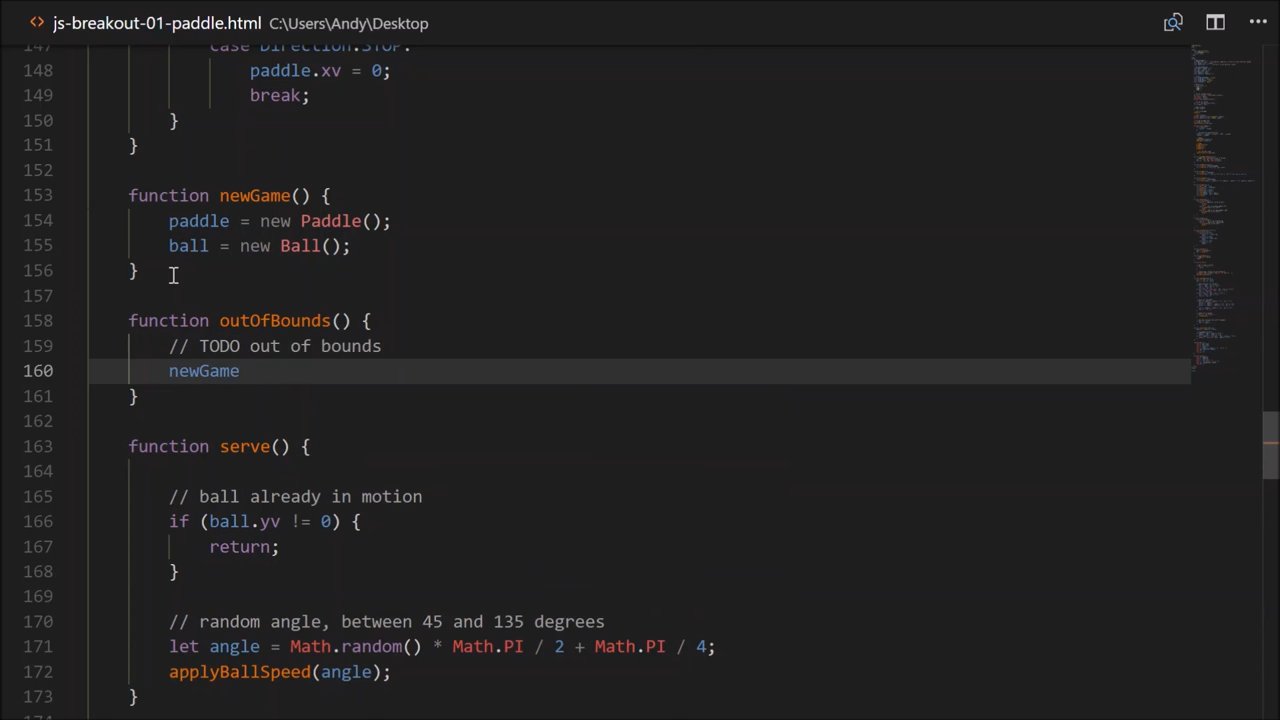 js-breakout-01-paddle.html C:\Users\Andy\Desktop
147 case Direction.STOP:
148 paddle.xv = 0;
149 break;
150 }
151 }
152
153 function newGame() {
154 paddle = new Paddle();
155 ball = new Ball();
156 }
157
158 function outOfBounds() {
159 // TODO out of bounds
160 newGame
161 }
162
163 function serve() {
164
165 // ball already in motion
166 if (ball.yv != 0) {
167 return;
168 }
169
170 // random angle, between 45 and 135 degrees
171 let angle = Math.random() * Math.PI / 2 + Math.PI / 4;
172 applyBallSpeed(angle);
173 }
174